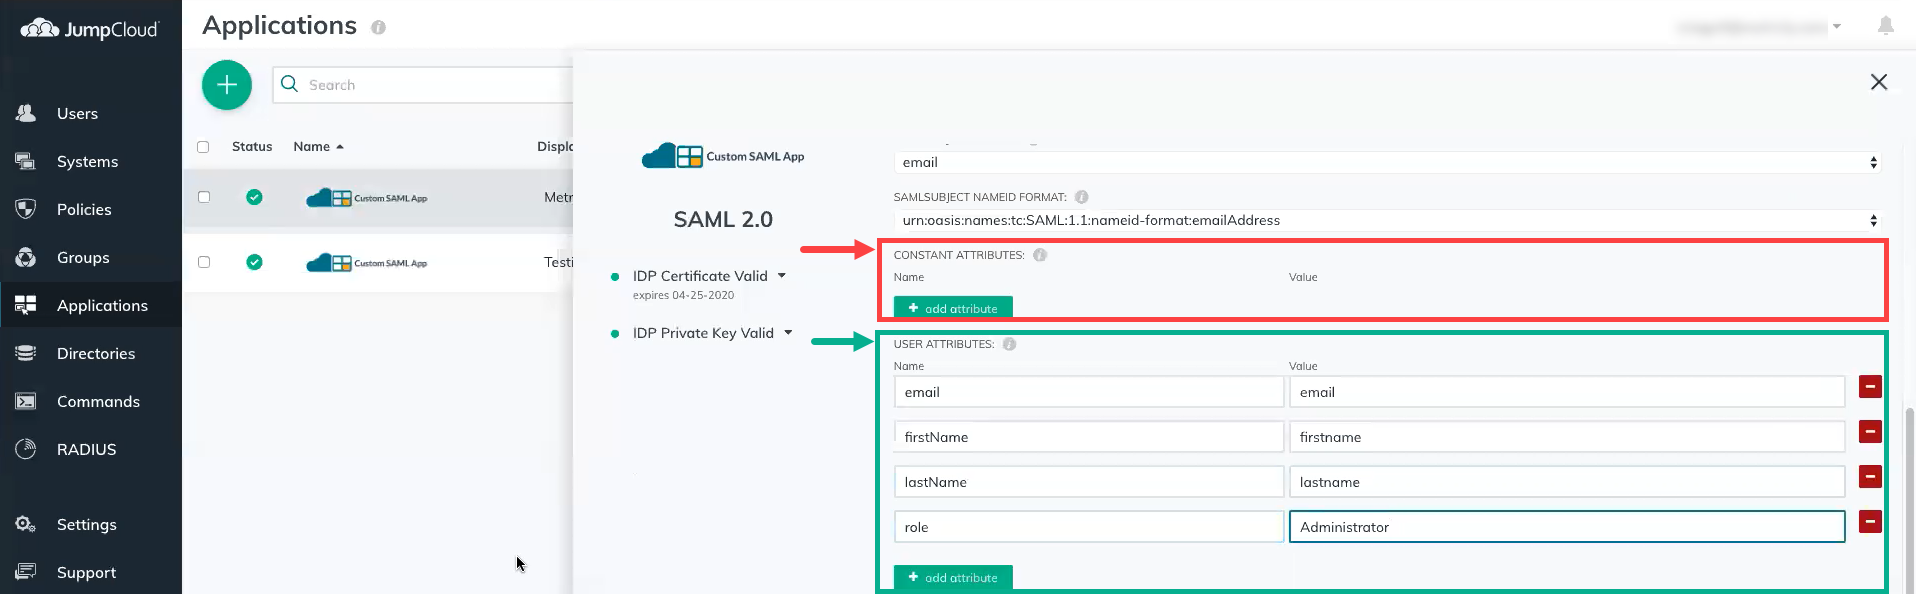 JumpCloud
Applications
Search
Users
Systems
Policies
Groups
Applications
Directories
Commands
RADIUS
Settings
Support
Status Name
Custom SAML App
Custom SAML App
Custom SAML App
SAML 2.0
IDP Certificate Valid
expires 04-25-2020
IDP Private Key Valid
email
SAMLSUBJECT NAMEID FORMAT:
urn:oasis:names:tc:SAML:1.1:nameid-format:emailAddress
CONSTANT ATTRIBUTES:
Name Value
+ add attribute
USER ATTRIBUTES:
Name Value
email email
firstName firstname
lastName lastname
role Administrator
+ add attribute